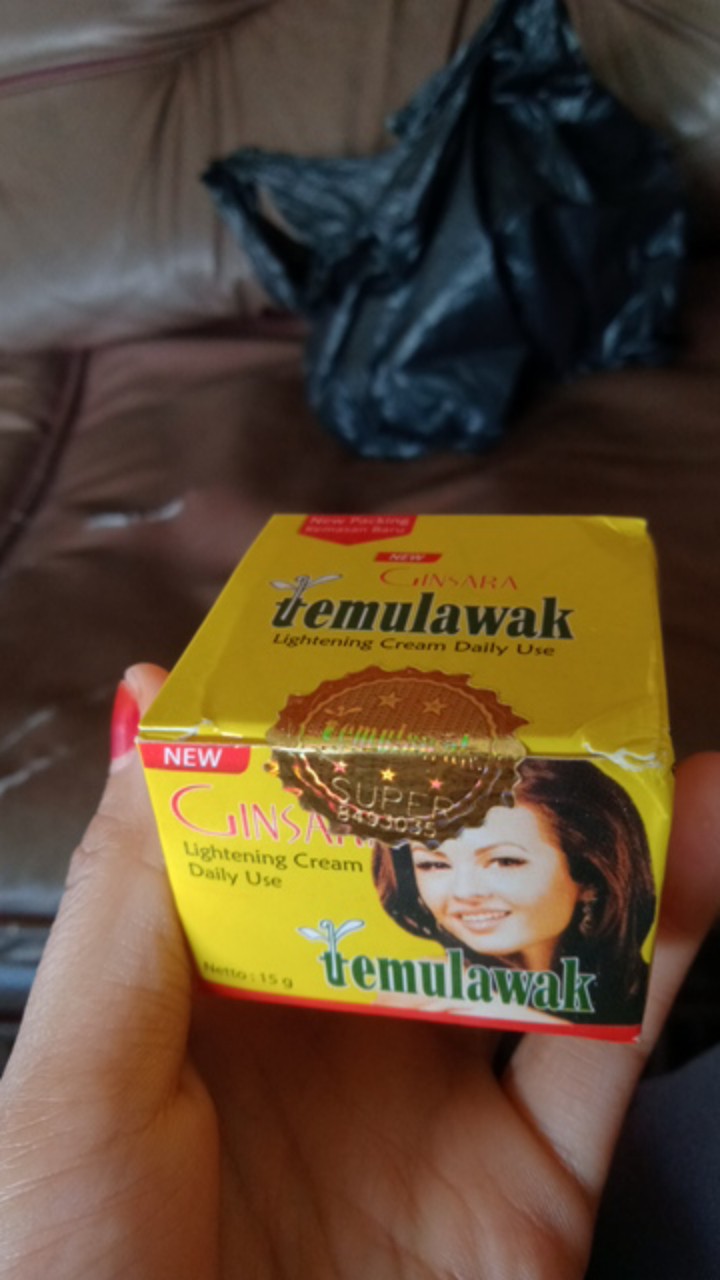 New Packing
Kemasan Baru
NEW
GINSARA
temulawak
Lightening Cream Daily Use
SUPER
8493035
NEW
Lightening Cream
Daily Use
Netto : 15 g
temulawak